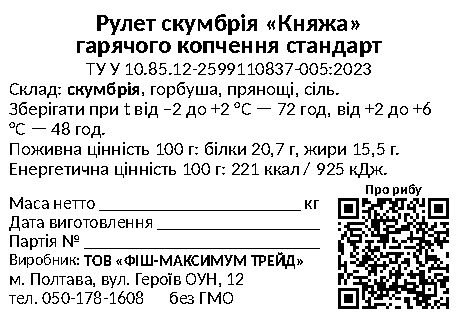 Рулет скумбрія «Княжа»
гарячого копчення стандарт
ТУ У 10.85.12-2599110837-005:2023
Склад: скумбрія, горбуша, прянощі, сіль.
Зберігати при t від –2 до +2 °С — 72 год, від +2 до +6
°С — 48 год.
Поживна цінність 100 г: білки 20,7 г, жири 15,5 г.
Енергетична цінність 100 г: 221 ккал / 925 кДж.
Про рибу
Маса нетто ______________________ кг
Дата виготовлення __________________
Партія № __________________________
Виробник: ТОВ «ФІШ-МАКСИМУМ ТРЕЙД»
м. Полтава, вул. Героїв ОУН, 12
тел. 050-178-1608 без ГМО